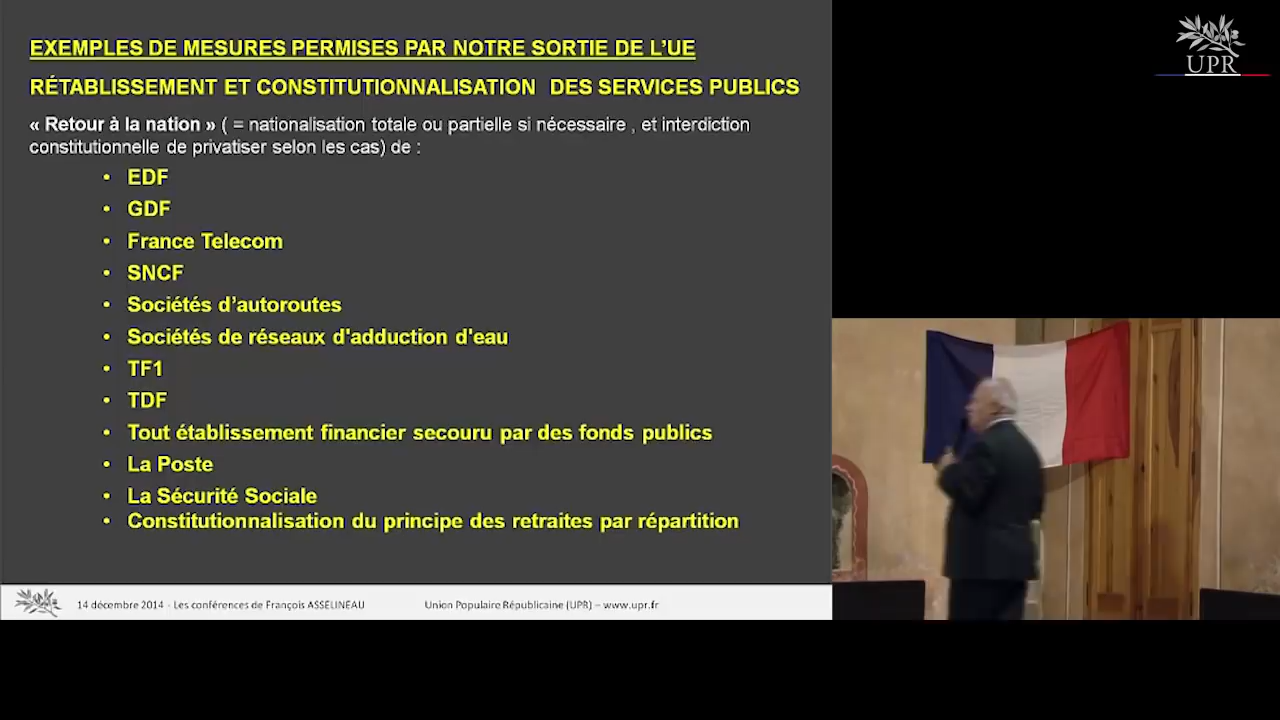 EXEMPLES DE MESURES PERMISES PAR NOTRE SORTIE DE L’UE
RÉTABLISSEMENT ET CONSTITUTIONNALISATION DES SERVICES PUBLICS
« Retour à la nation » ( = nationalisation totale ou partielle si nécessaire , et interdiction
constitutionnelle de privatiser selon les cas) de :
• EDF
• GDF
• France Telecom
• SNCF
• Sociétés d’autoroutes
• Sociétés de réseaux d'adduction d'eau
• TF1
• TDF
• Tout établissement financier secouru par des fonds publics
• La Poste
• La Sécurité Sociale
• Constitutionnalisation du principe des retraites par répartition
14 décembre 2014 - Les conférences de François ASSELINEAU
Union Populaire Républicaine (UPR) – www.upr.fr
UPR